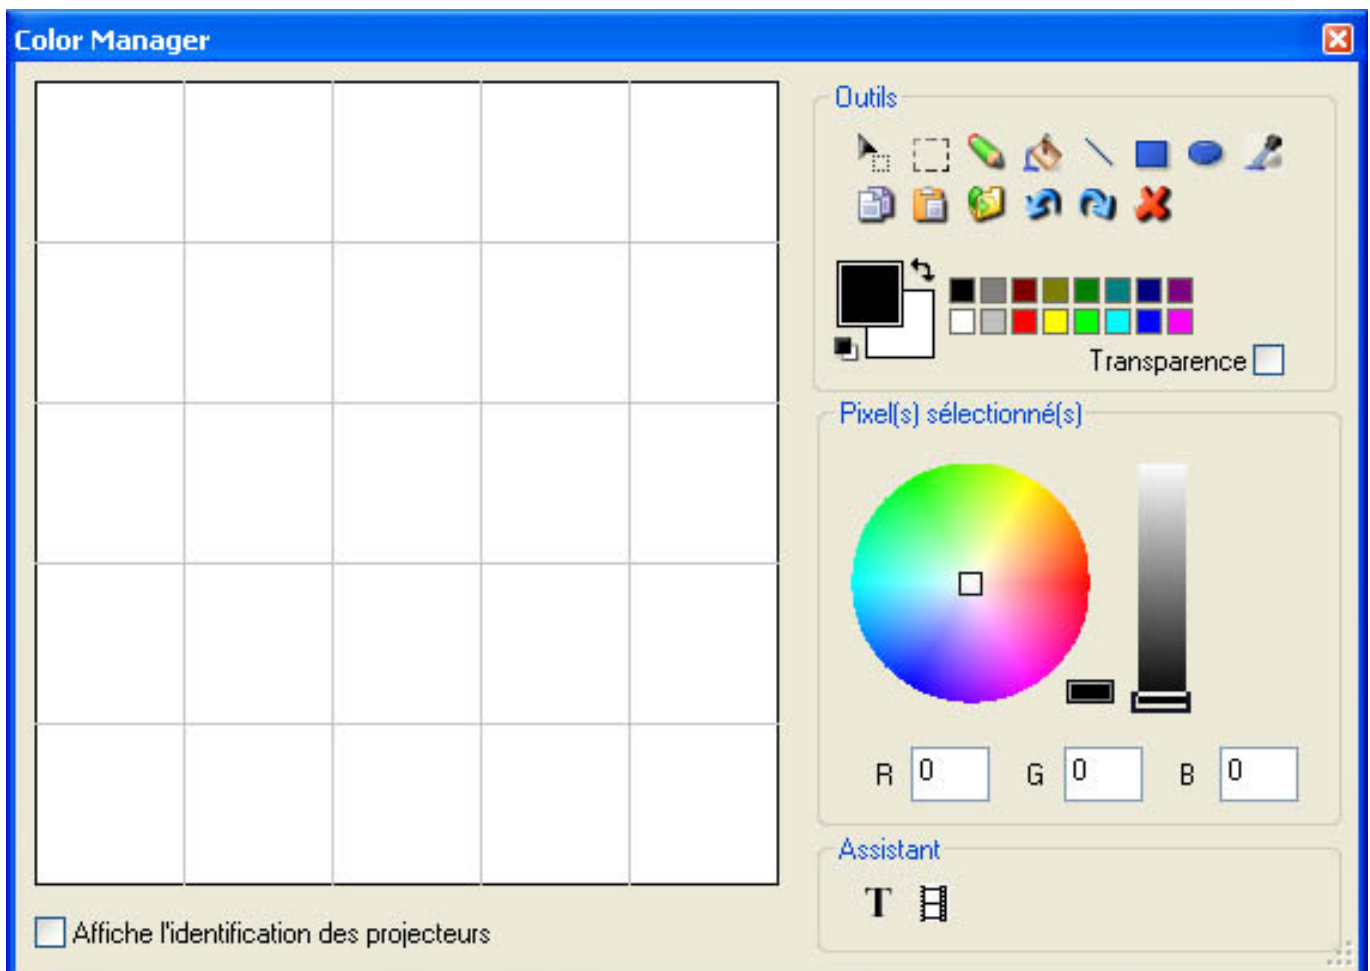 Color Manager
Outils
Transparence
Pixel(s) sélectionné(s)
R 0 G 0 B 0
Assistant
T
Affiche l'identification des projecteurs